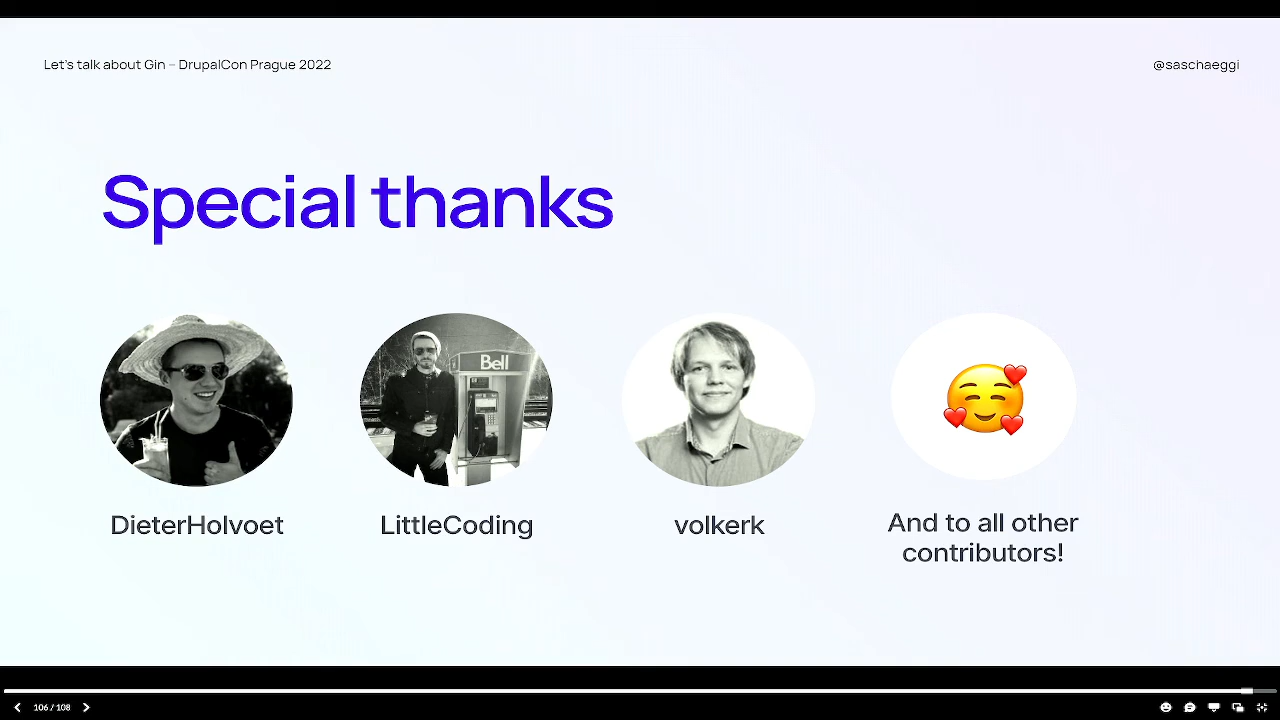 Let's talk about Gin – DrupalCon Prague 2022
@saschaeggi
Special thanks
Bell
DieterHolvoet
LittleCoding
volkerk
And to all other
contributors!
106 / 108